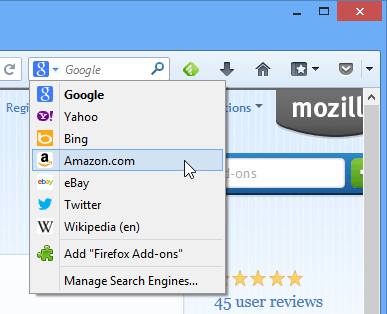 Google
Regi
tions
mozill
Google
Yahoo
Bing
Amazon.com
eBay
Twitter
Wikipedia (en)
Add "Firefox Add-ons"
Manage Search Engines...
d-ons
45 user reviews